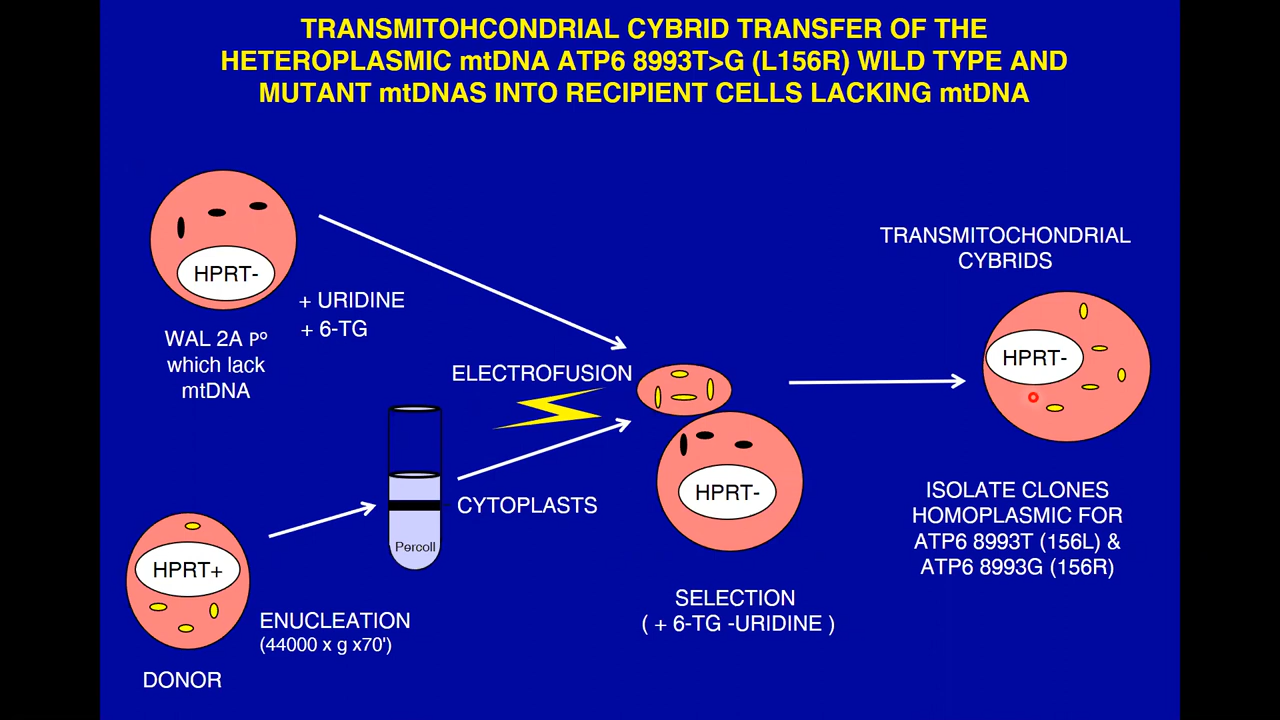 TRANSMITOHCONDRIAL CYBRID TRANSFER OF THE
HETEROPLASMIC mtDNA ATP6 8993T>G (L156R) WILD TYPE AND
MUTANT mtDNAS INTO RECIPIENT CELLS LACKING mtDNA
HPRT-
+ URIDINE
+ 6-TG
WAL 2A Pº
which lack
mtDNA
ELECTROFUSION
HPRT-
TRANSMITOCHONDRIAL
CYBRIDS
HPRT-
CYTOPLASTS
Percoll
HPRT+
ENUCLEATION
(44000 x g x70')
DONOR
SELECTION
( + 6-TG -URIDINE )
ISOLATE CLONES
HOMOPLASMIC FOR
ATP6 8993T (156L) &
ATP6 8993G (156R)